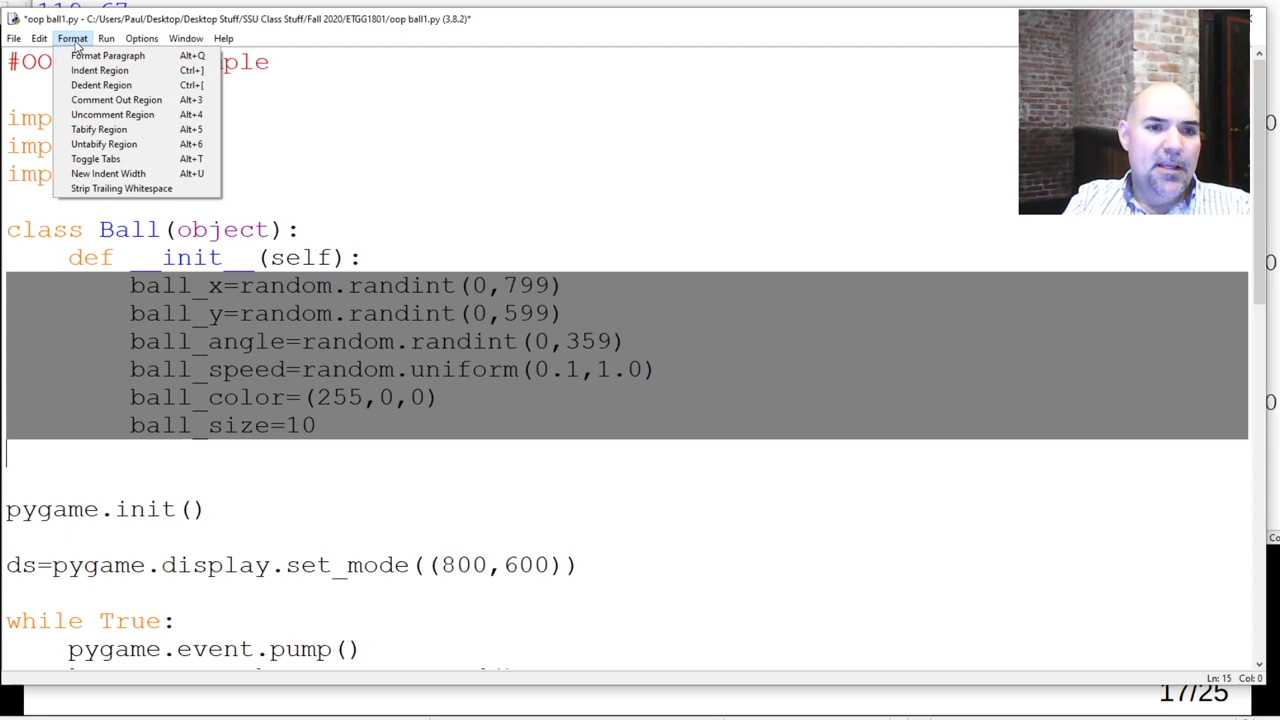 *oop ball1.py - C:/Users/Paul/Desktop/Desktop Stuff/SSU Class Stuff/Fall 2020/ETGG1801/oop ball1.py (3.8.2)*
File Edit Format Run Options Window Help
Format Paragraph Alt+Q
Indent Region Ctrl+]
Dedent Region Ctrl+[
Comment Out Region Alt+3
Uncomment Region Alt+4
Tabify Region Alt+5
Untabify Region Alt+6
Toggle Tabs Alt+T
New Indent Width Alt+U
Strip Trailing Whitespace
#OO
imp
imp
imp
class Ball(object):
def __init__(self):
ball_x=random.randint(0,799)
ball_y=random.randint(0,599)
ball_angle=random.randint(0,359)
ball_speed=random.uniform(0.1,1.0)
ball_color=(255,0,0)
ball_size=10
pygame.init()
ds=pygame.display.set_mode((800,600))
while True:
pygame.event.pump()
Ln: 15 Col: 0
17/25